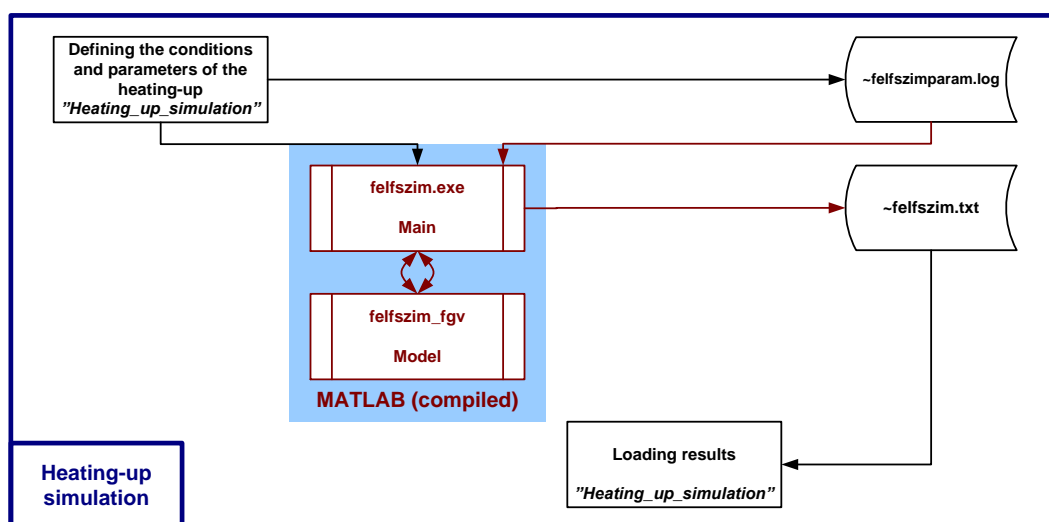 Defining the conditions
and parameters of the
heating-up
"Heating_up_simulation"
~felfszimparam.log
felfszim.exe
Main
~felfszim.txt
felfszim_fgv
Model
MATLAB (compiled)
Loading results
"Heating_up_simulation"
Heating-up
simulation